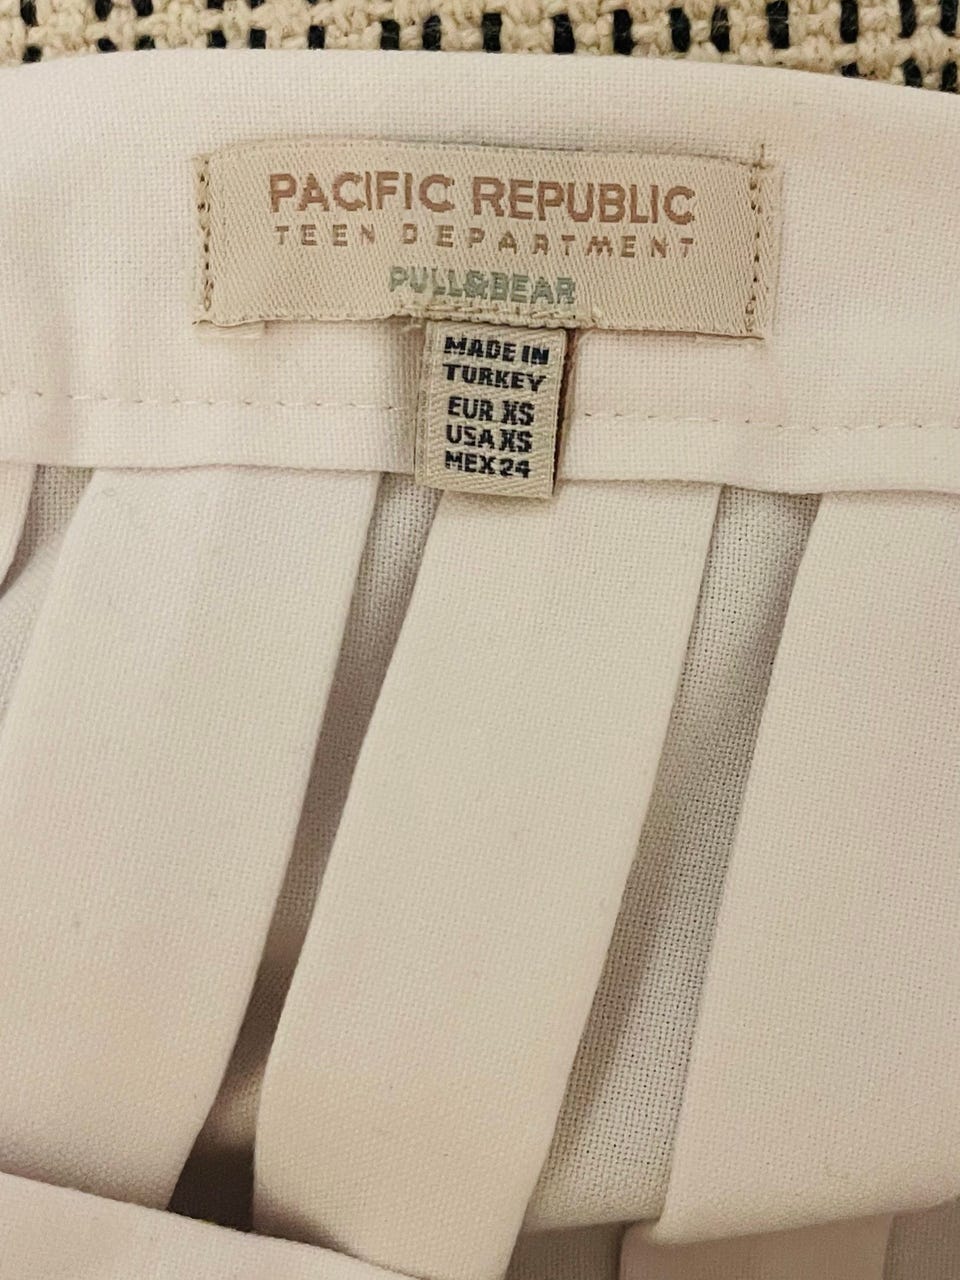 PACIFIC REPUBLIC
TEEN DEPARTMENT
PULL&BEAR
MADE IN
TURKEY
EUR XS
USA XS
MEX 24